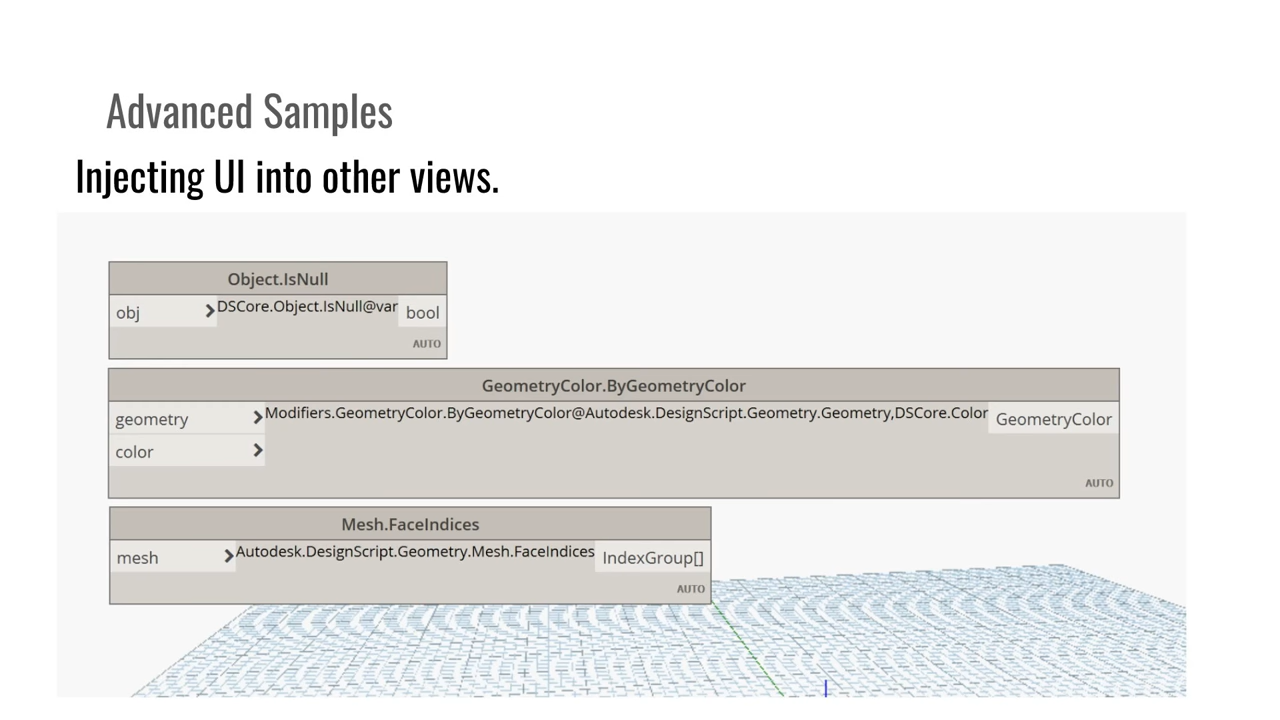 Advanced Samples
Injecting UI into other views.
Object.IsNull
obj DSCore.Object.IsNull@var bool
AUTO
GeometryColor.ByGeometryColor
geometry Modifiers.GeometryColor.ByGeometryColor@Autodesk.DesignScript.Geometry.Geometry,DSCore.Color GeometryColor
color
AUTO
Mesh.FaceIndices
mesh Autodesk.DesignScript.Geometry.Mesh.FaceIndices IndexGroup[]
AUTO